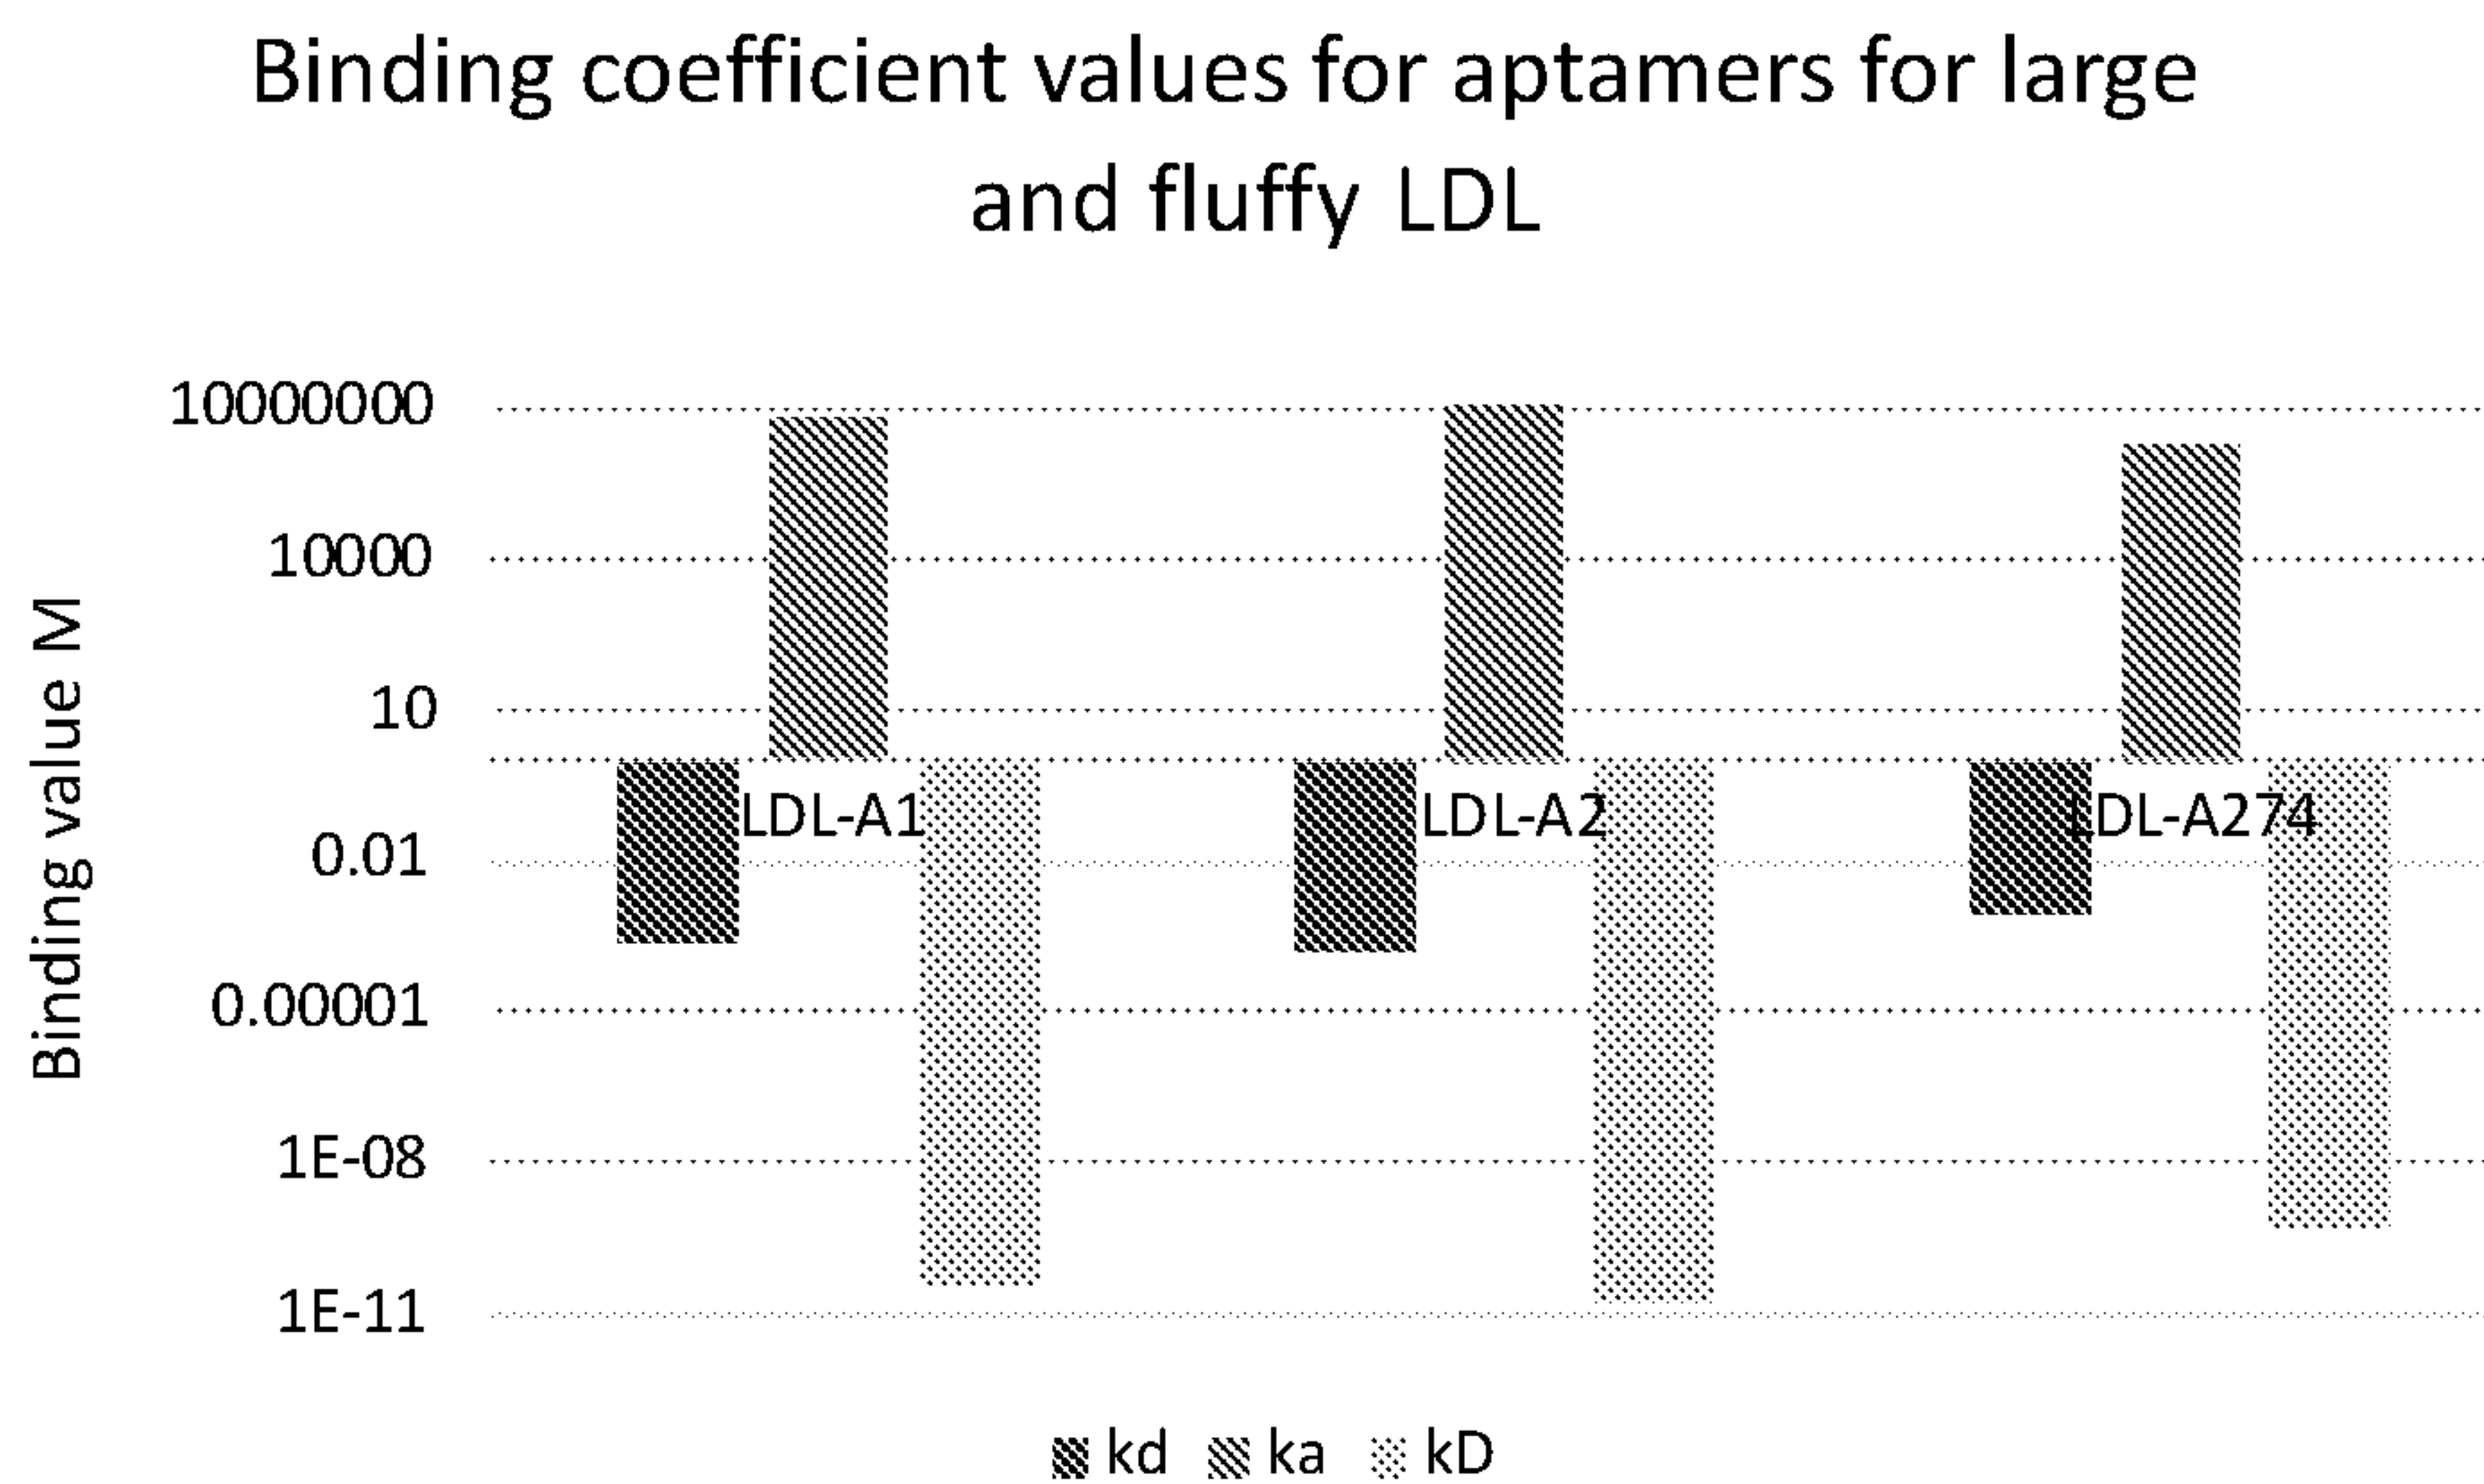 Binding coefficient values for aptamers for large
and fluffy LDL
Binding value M
10000000
10000
10
0.01
0.00001
1E-08
1E-11
LDL-A1 LDL-A2 LDL-A274
kd ka kD